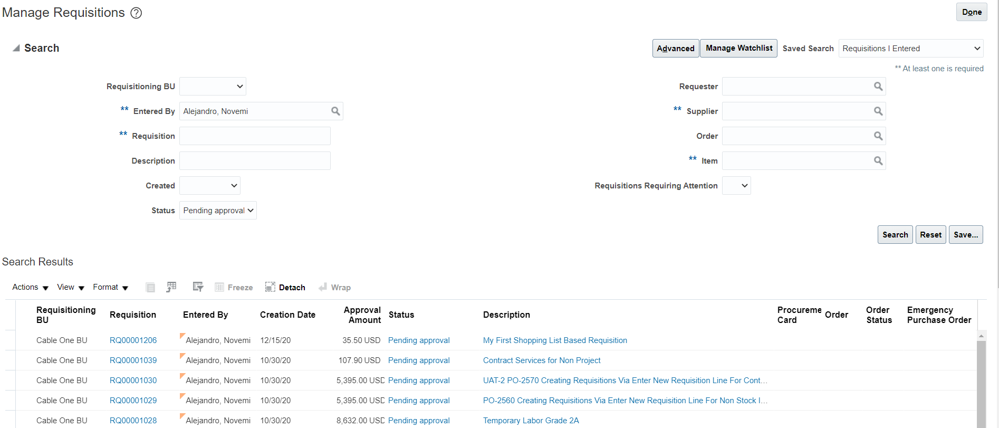 Manage Requisitions ?
Done
Search
Advanced Manage Watchlist Saved Search Requisitions I Entered
** At least one is required
Requisitioning BU
Requester
** Entered By Alejandro, Novemi
** Supplier
** Requisition
Order
Description
** Item
Created
Requisitions Requiring Attention
Status Pending approval
Search Reset Save...
Search Results
Actions View Format Freeze Detach Wrap
Requisitioning BU Requisition Entered By Creation Date Approval Amount Status Description Procureme Card Order Order Status Emergency Purchase Order
Cable One BU RQ00001206 Alejandro, Novemi 12/15/20 35.50 USD Pending approval My First Shopping List Based Requisition
Cable One BU RQ00001039 Alejandro, Novemi 10/30/20 107.90 USD Pending approval Contract Services for Non Project
Cable One BU RQ00001030 Alejandro, Novemi 10/30/20 5,395.00 USD Pending approval UAT-2 PO-2570 Creating Requisitions Via Enter New Requisition Line For Cont...
Cable One BU RQ00001029 Alejandro, Novemi 10/30/20 5,395.00 USD Pending approval PO-2560 Creating Requisitions Via Enter New Requisition Line For Non Stock I...
Cable One BU RQ00001028 Alejandro, Novemi 10/30/20 8,632.00 USD Pending approval Temporary Labor Grade 2A